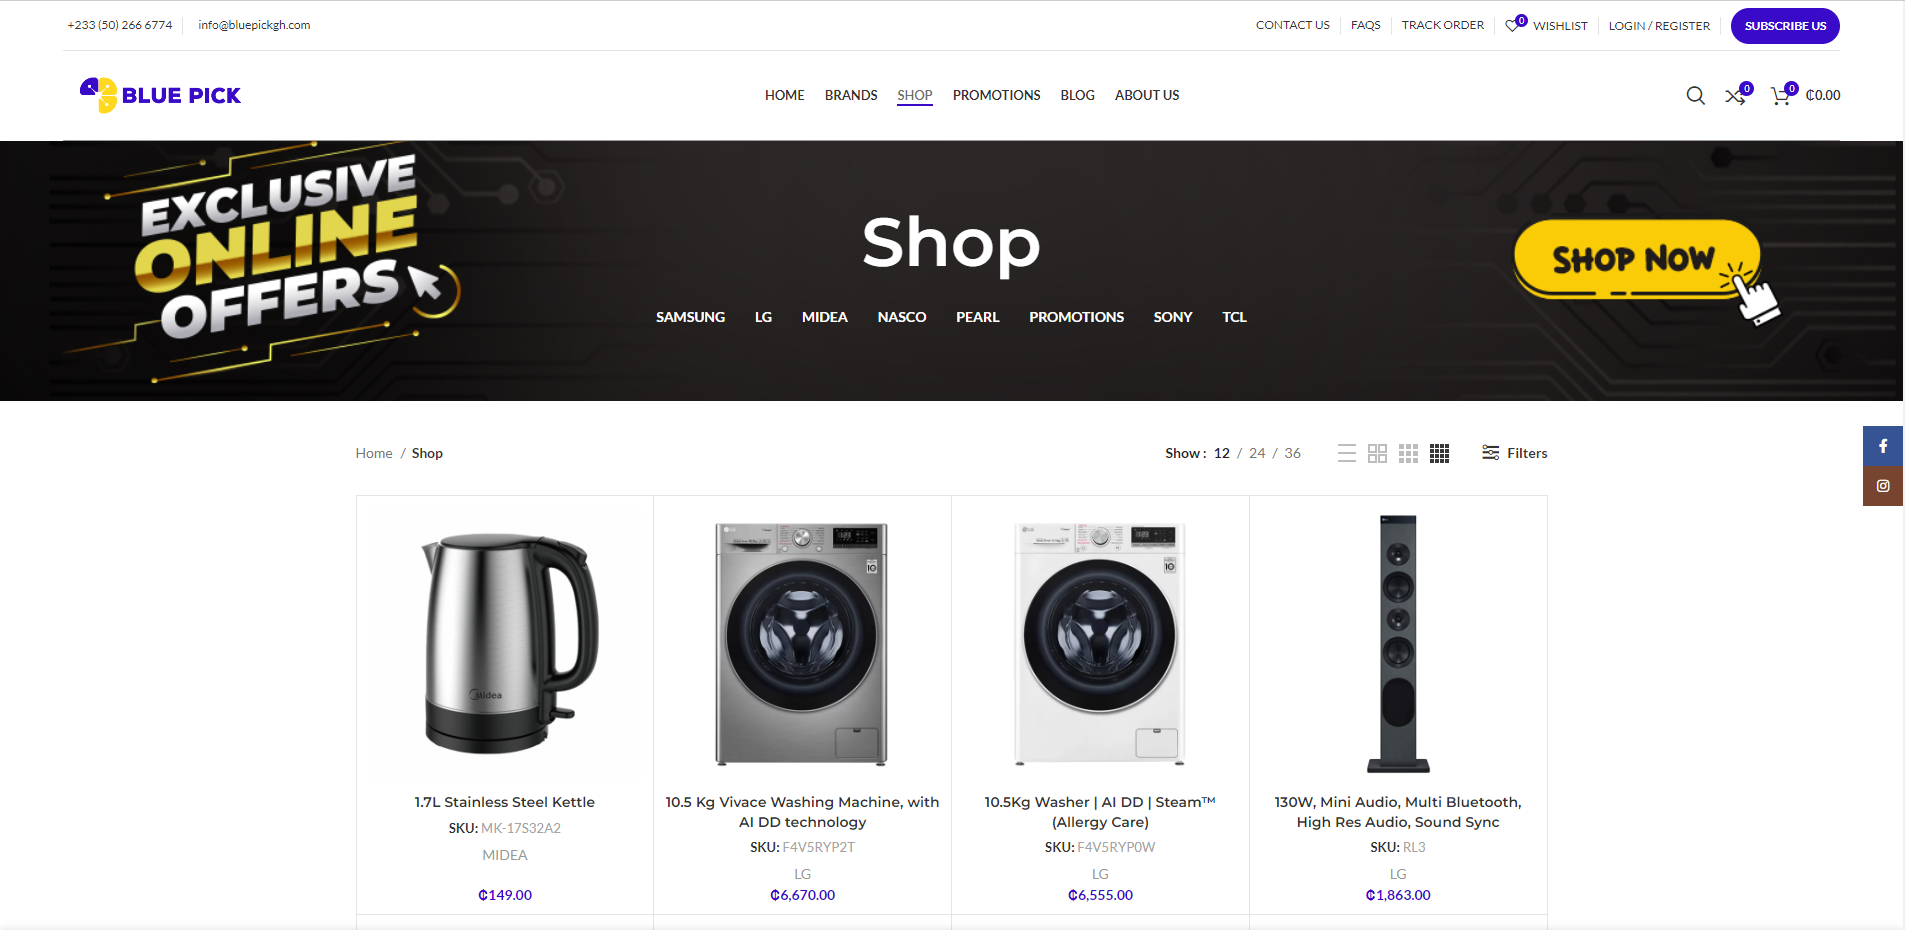 +233 (50) 266 6774
info@bluepickgh.com
CONTACT US
FAQS
TRACK ORDER
0
WISHLIST
LOGIN / REGISTER
SUBSCRIBE US
BLUE PICK
HOME
BRANDS
SHOP
PROMOTIONS
BLOG
ABOUT US
0
0
₵0.00
EXCLUSIVE
ONLINE
OFFERS
Shop
SHOP NOW
SAMSUNG
LG
MIDEA
NASCO
PEARL
PROMOTIONS
SONY
TCL
Home / Shop
Show : 12 / 24 / 36
Filters
Midea
LG
10
LG
10
1.7L Stainless Steel Kettle
SKU: MK-17S32A2
MIDEA
₵149.00
10.5 Kg Vivace Washing Machine, with
AI DD technology
SKU: F4V5RYP2T
LG
₵6,670.00
10.5Kg Washer | AI DD | Steam™
(Allergy Care)
SKU: F4V5RYP0W
LG
₵6,555.00
130W, Mini Audio, Multi Bluetooth,
High Res Audio, Sound Sync
SKU: RL3
LG
₵1,863.00